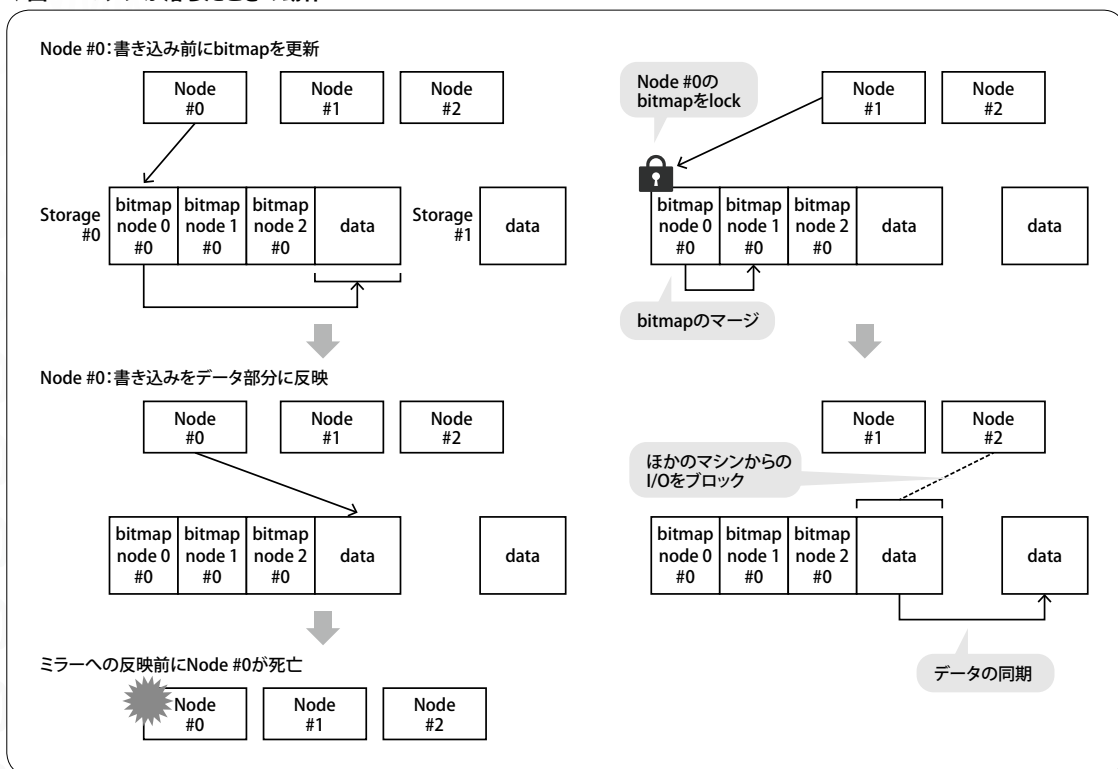 Node #0：書き込み前にbitmapを更新
Node
#0
Node
#1
Node
#2
Storage
#0
bitmap
node 0
#0
bitmap
node 1
#0
bitmap
node 2
#0
data
Storage
#1
data
Node #0：書き込みをデータ部分に反映
Node
#0
Node
#1
Node
#2
bitmap
node 0
#0
bitmap
node 1
#0
bitmap
node 2
#0
data
data
ミラーへの反映前にNode #0が死亡
Node
#0
Node
#1
Node
#2
Node #0の
bitmapをlock
Node
#1
Node
#2
bitmap
node 0
#0
bitmap
node 1
#0
bitmap
node 2
#0
data
data
bitmapのマージ
Node
#1
Node
#2
ほかのマシンからの
I/Oをブロック
bitmap
node 0
#0
bitmap
node 1
#0
bitmap
node 2
#0
data
data
データの同期